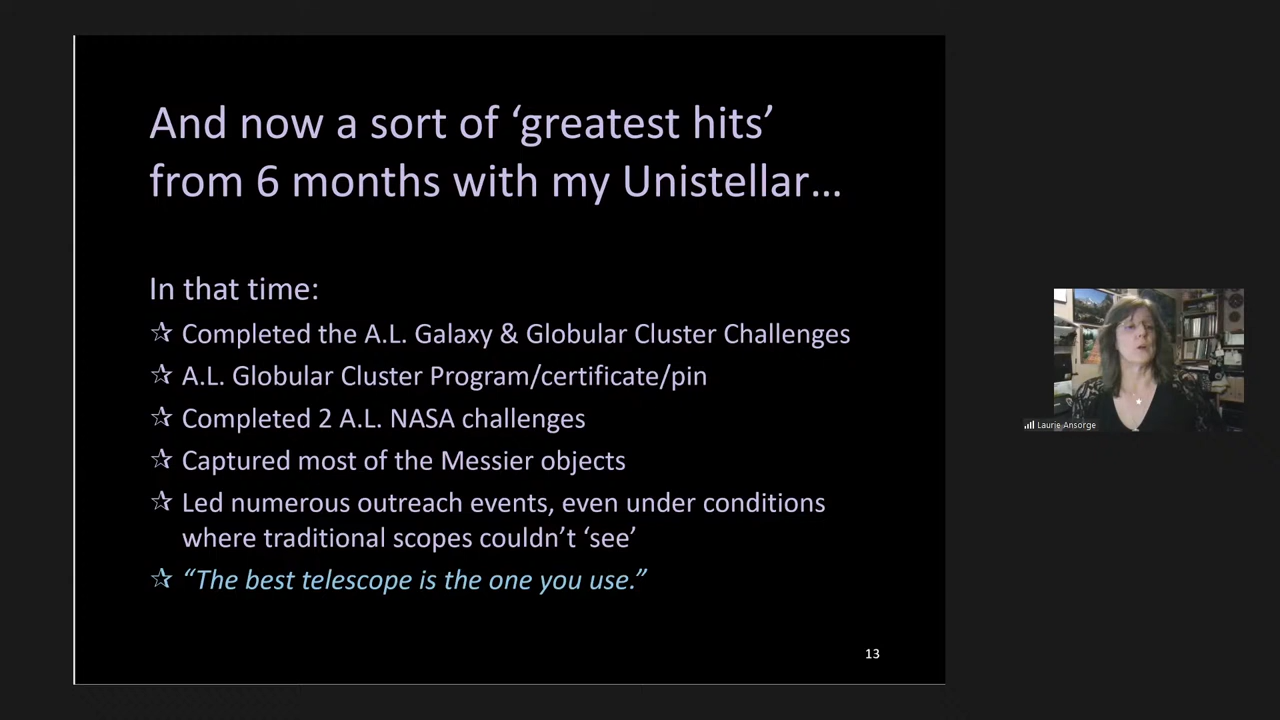 And now a sort of ‘greatest hits’
from 6 months with my Unistellar…
In that time:
☆ Completed the A.L. Galaxy & Globular Cluster Challenges
☆ A.L. Globular Cluster Program/certificate/pin
☆ Completed 2 A.L. NASA challenges
☆ Captured most of the Messier objects
☆ Led numerous outreach events, even under conditions
where traditional scopes couldn’t ‘see’
☆ “The best telescope is the one you use.”
13
Laurie Ansorge